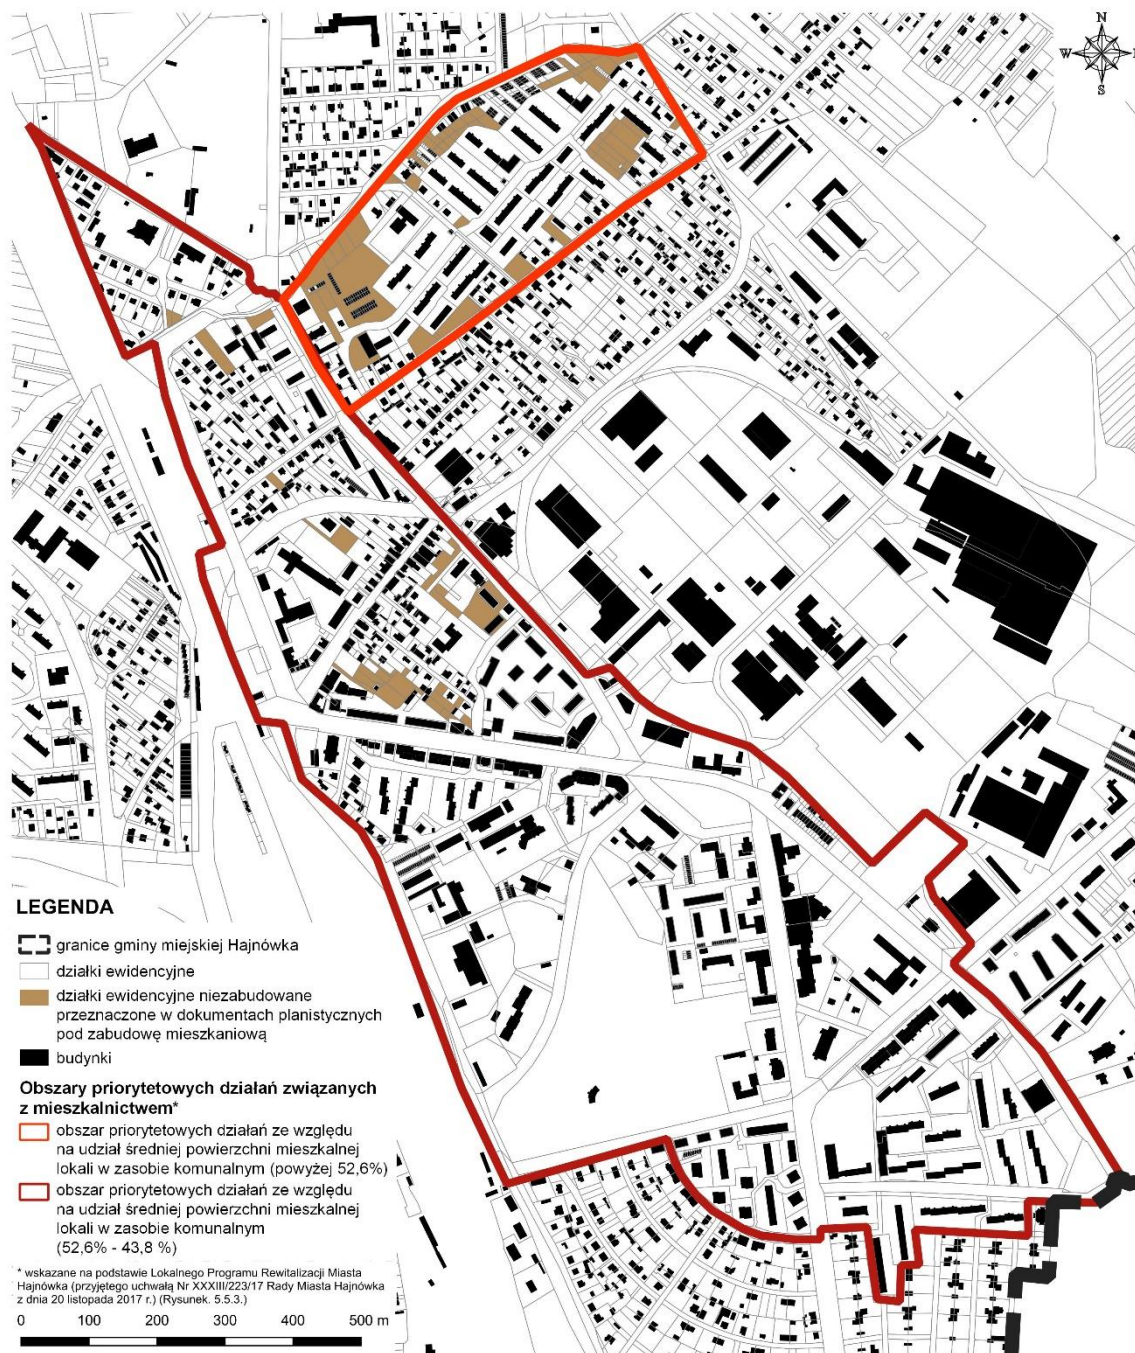 N
W
S
LEGENDA
granice gminy miejskiej Hajnówka
działki ewidencyjne
działki ewidencyjne niezabudowane
przeznaczone w dokumentach planistycznych
pod zabudowę mieszkaniową
budynki
Obszary priorytetowych działań związanych
z mieszkalnictwem*
obszar priorytetowych działań ze względu
na udział średniej powierzchni mieszkalnej
lokali w zasobie komunalnym (powyżej 52,6%)
obszar priorytetowych działań ze względu
na udział średniej powierzchni mieszkalnej
lokali w zasobie komunalnym
(52,6% - 43,8 %)
* wskazane na podstawie Lokalnego Programu Rewitalizacji Miasta
Hajnówka (przyjętego uchwałą Nr XXXIII/223/17 Rady Miasta Hajnówka
z dnia 20 listopada 2017 r.) (Rysunek. 5.5.3.)
0 100 200 300 400 500 m